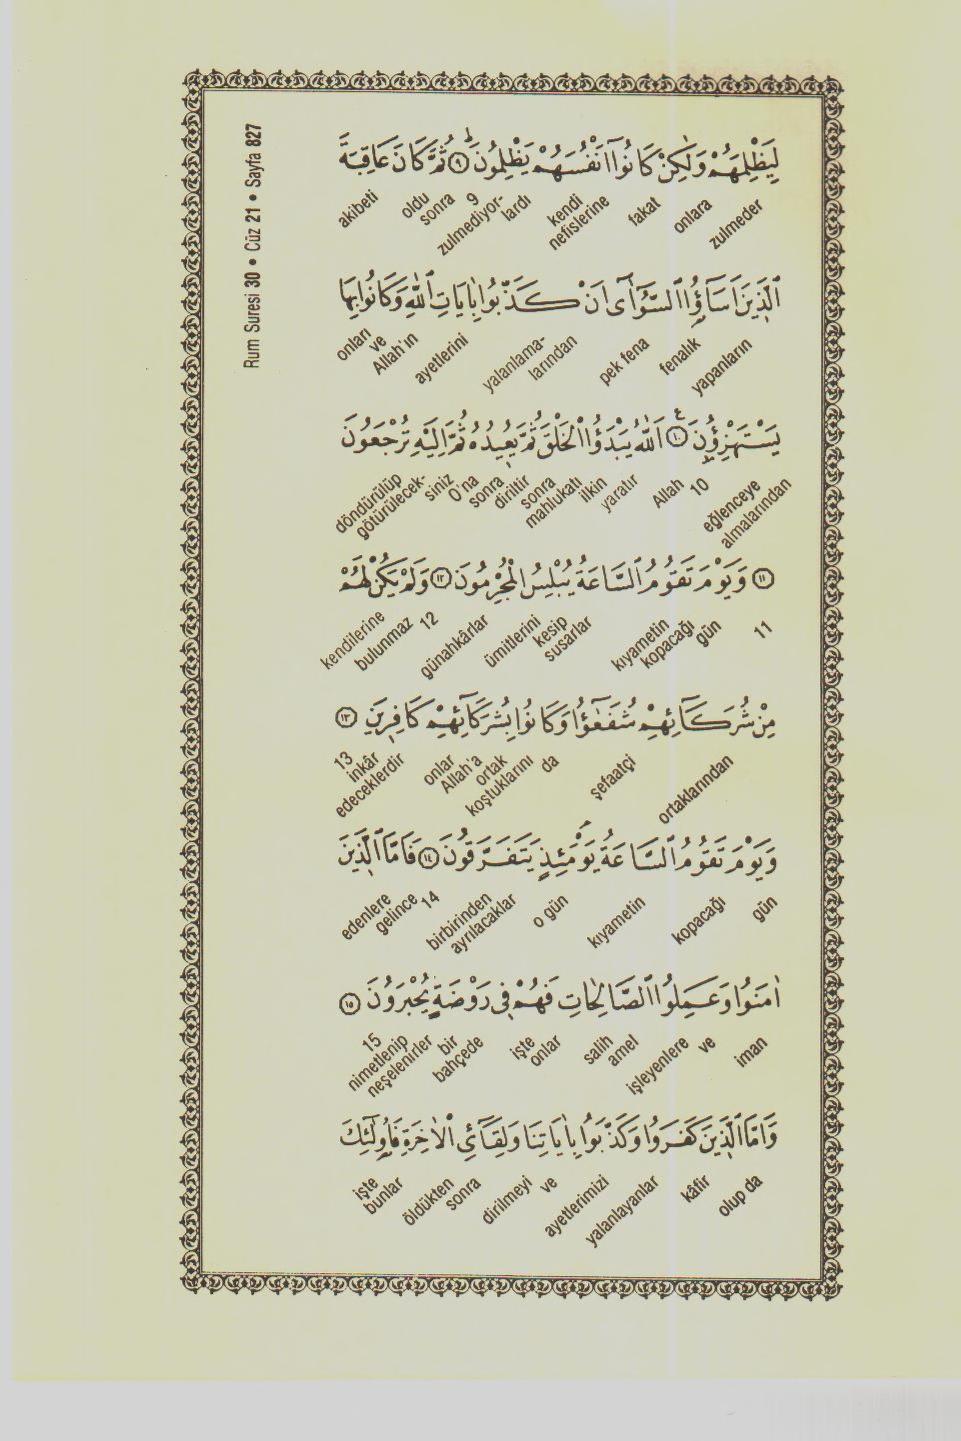 Rum Suresi 30 • Cüz 21 • Sayfa 827
لِيَظْلِمَهُمْ وَلٰكِنْ كَانُٓوا اَنْفُسَهُمْ يَظْلِمُونَ ﴿٩﴾ ثُمَّ كَانَ عَاقِبَةَ
zulmeder onlara fakat kendi nefislerine zulmediyor-lardı 9 sonra oldu akibeti
الَّذٖينَ اَسَٓاؤُا السُّٓوآٰى اَنْ كَذَّبُوا بِاٰيَاتِ اللّٰهِ وَكَانُوا بِهَا
yapanların fenalık pek fena yalanlama-larından ayetlerini Allah'ın ve onları
يَسْتَهْزِؤُنَ ﴿١٠﴾ اَللّٰهُ يَبْدَؤُا الْخَلْقَ ثُمَّ يُعٖيدُهُ ثُمَّ اِلَيْهِ تُرْجَعُونَ
eğlenceye almalarından 10 Allah yaratır ilkin mahlukatı sonra diriltir sonra O'na döndürülüp götürülecek-siniz
﴿١١﴾ وَيَوْمَ تَقُومُ السَّاعَةُ يُبْلِسُ الْمُجْرِمُونَ ﴿١٢﴾ وَلَمْ يَكُنْ لَهُمْ
11 gün kıyametin kopacağı ümitlerini kesip susarlar günahkârlar 12 bulunmaz kendilerine
مِنْ شُرَكَٓائِهِمْ شُفَعٰٓؤُا وَكَانُوا بِشُرَكَٓائِهِمْ كَافِرٖينَ ﴿١٣﴾
ortaklarından şefaatçi da onlar Allah'a ortak koştuklarını inkâr edeceklerdir 13
وَيَوْمَ تَقُومُ السَّاعَةُ يَوْمَئِذٍ يَتَفَرَّقُونَ ﴿١٤﴾ فَاَمَّا الَّذٖينَ
gün kopacağı kıyametin o gün birbirinden ayrılacaklar 14 edenlere gelince
اٰمَنُوا وَعَمِلُوا الصَّالِحَاتِ فَهُمْ فٖى رَوْضَةٍ يُحْبَرُونَ ﴿١٥﴾
iman ve işleyenlere salih amel işte onlar bir bahçede nimetlenip neşelenirler 15
وَاَمَّا الَّذٖينَ كَفَرُوا وَكَذَّبُوا بِاٰيَاتِنَا وَلِقَٓائِ الْاٰخِرَةِ فَاُولٰٓئِكَ
olup da kâfir yalanlayanlar ayetlerimizi ve dirilmeyi öldükten sonra işte bunlar